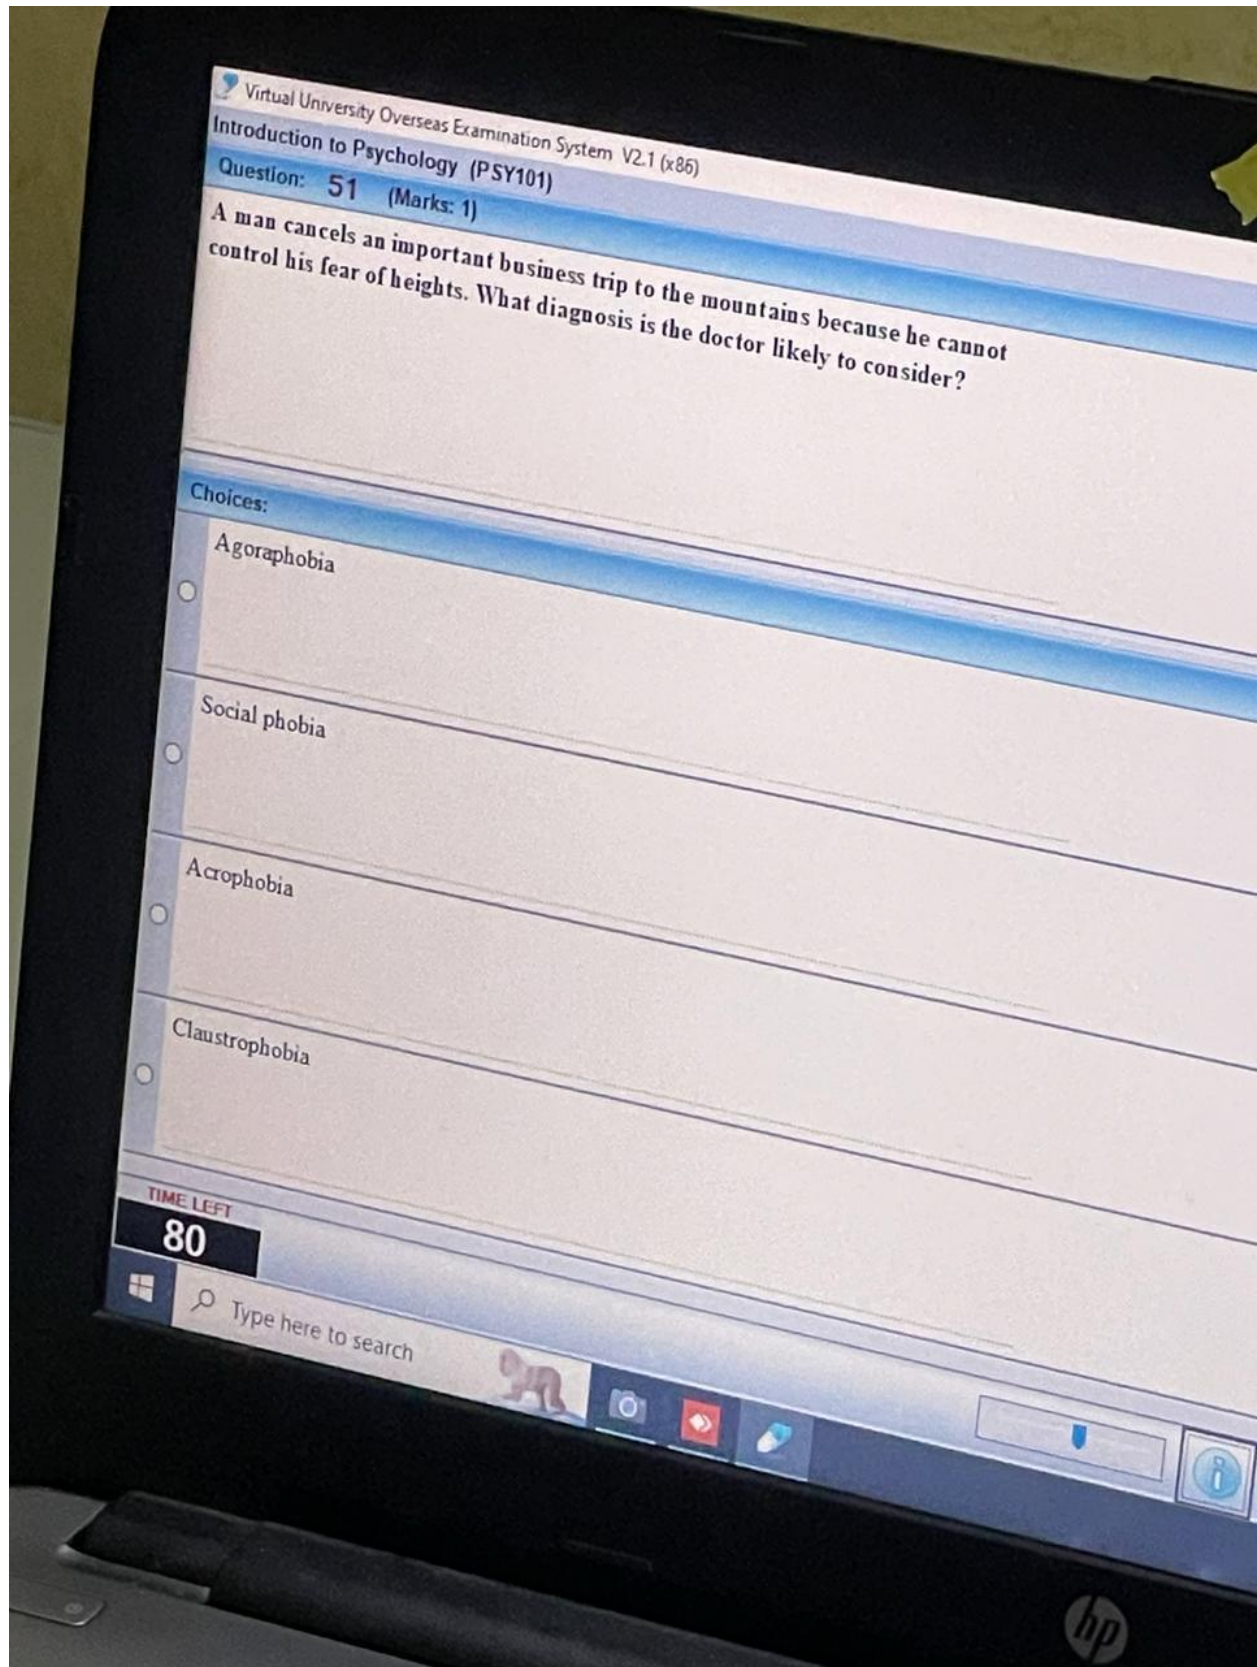 Virtual University Overseas Examination System V2.1 (x86)
Introduction to Psychology (PSY101)
Question: 51 (Marks: 1)
A man cancels an important business trip to the mountains because he cannot
control his fear of heights. What diagnosis is the doctor likely to consider?
Choices:
Agoraphobia
Social phobia
Acrophobia
Claustrophobia
TIME LEFT
80
Type here to search
hp